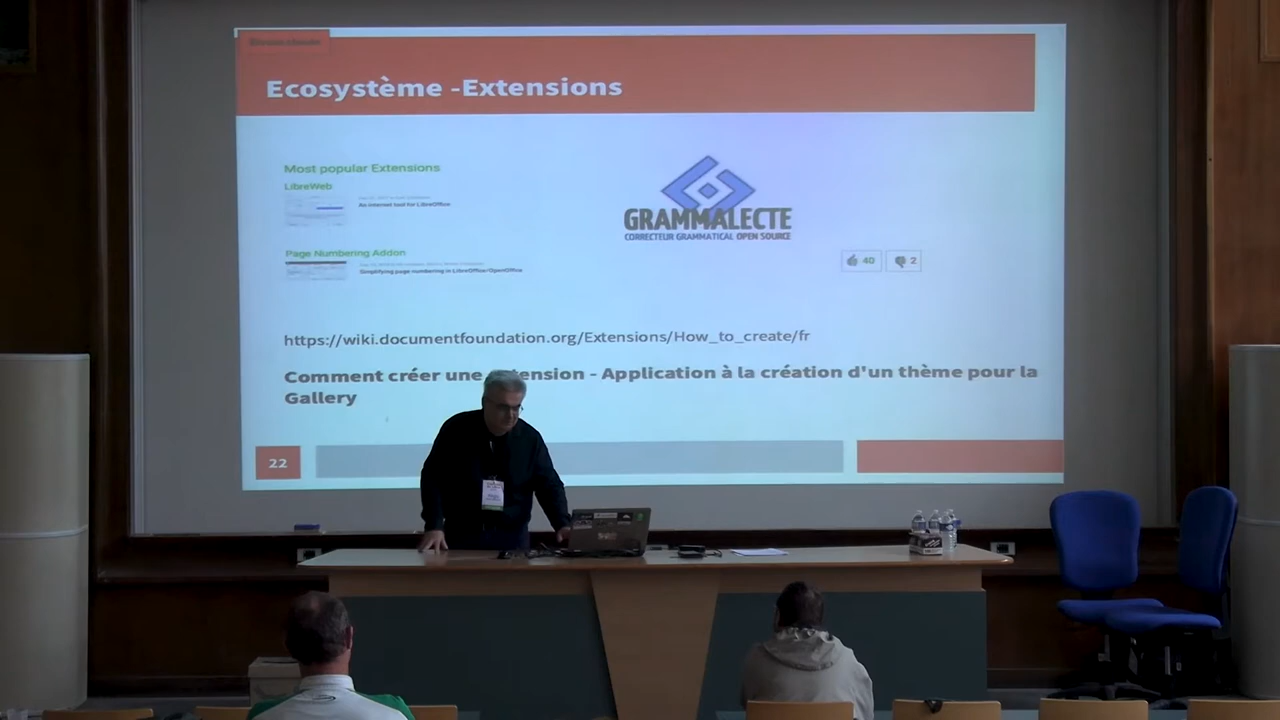 Ecosystème -Extensions
Most popular Extensions
LibreWeb
An internet tool for LibreOffice
GRAMMALECTE
CORRECTEUR GRAMMATICAL OPEN SOURCE
Page Numbering Addon
Simplifying page numbering in LibreOffice/OpenOffice
40
2
https://wiki.documentfoundation.org/Extensions/How_to_create/fr
Comment créer une tension - Application à la création d'un thème pour la
Gallery
22